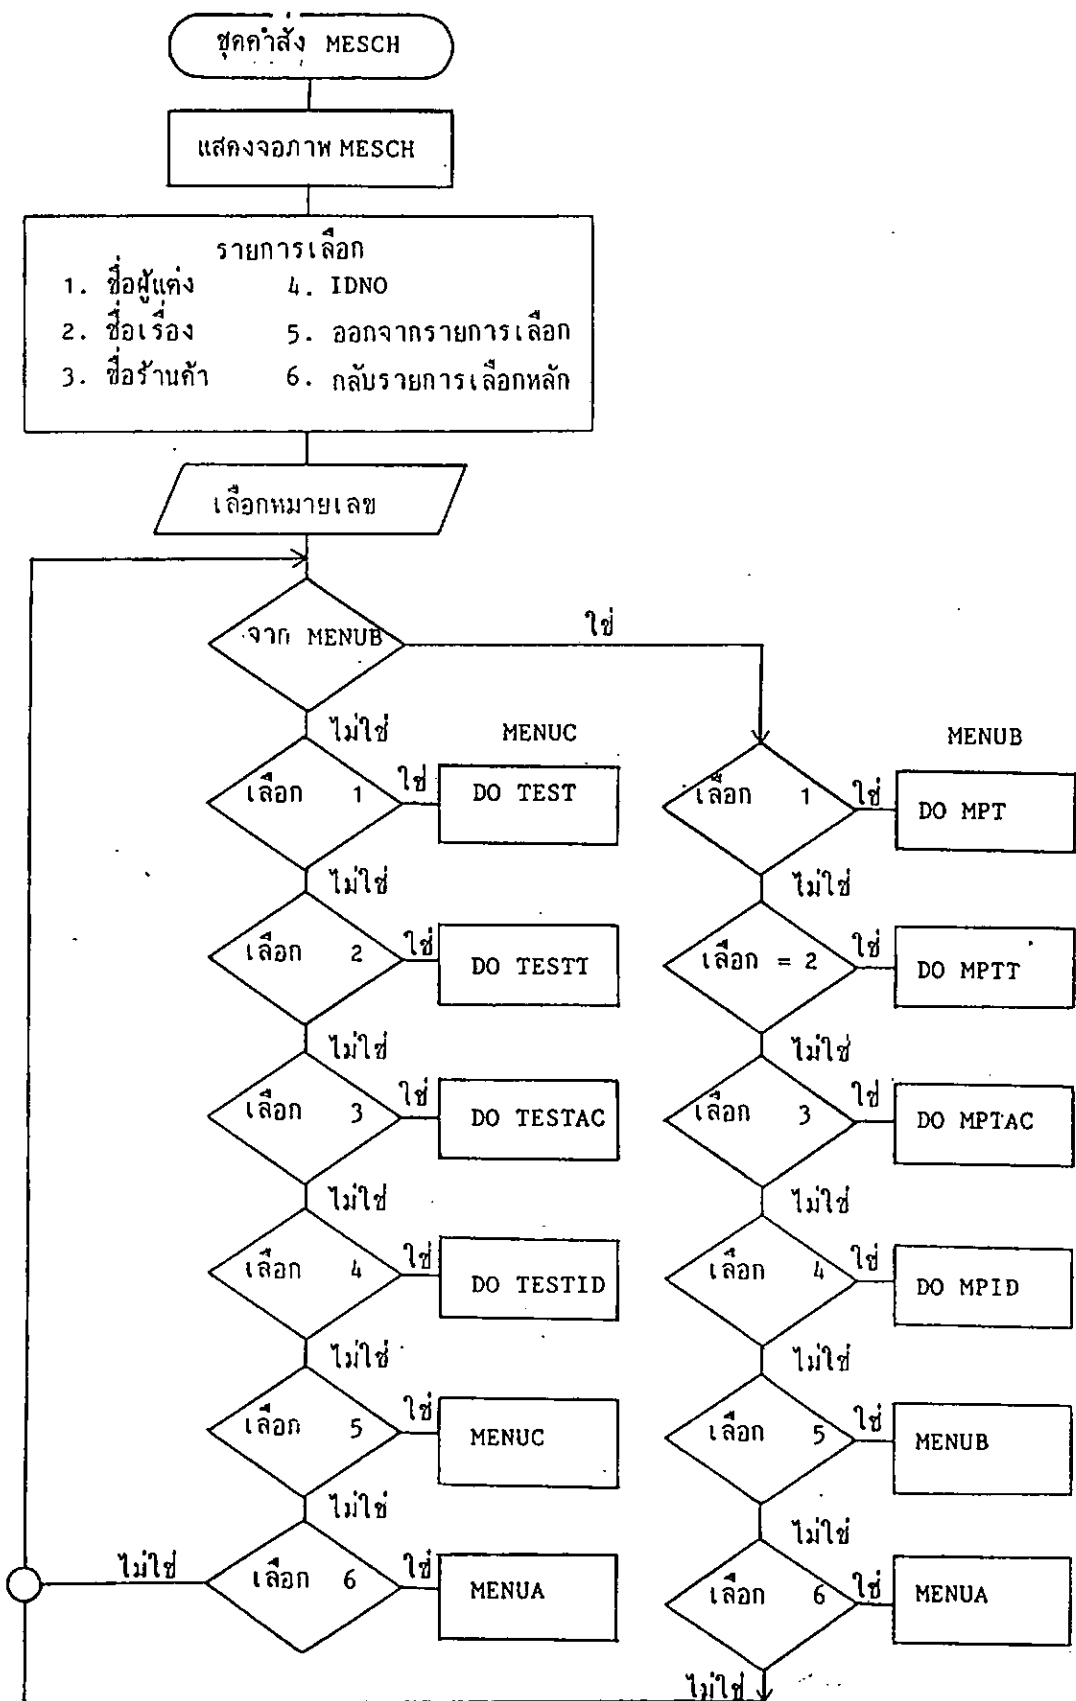 ชุดคำสั่ง MESCH
แสดงจอภาพ MESCH
รายการเลือก
1. ชื่อผู้แต่ง 4. IDNO
2. ชื่อเรื่อง 5. ออกจากรายการเลือก
3. ชื่อร้านค้า 6. กลับรายการเลือกหลัก
เลือกหมายเลข
จาก MENUB ใช่
ไม่ใช่ MENUC MENUB
เลือก 1 ใช่ DO TEST เลือก 1 ใช่ DO MPT
ไม่ใช่ ไม่ใช่
เลือก 2 ใช่ DO TESTT เลือก = 2 ใช่ DO MPTT
ไม่ใช่ ไม่ใช่
เลือก 3 ใช่ DO TESTAC เลือก 3 ใช่ DO MPTAC
ไม่ใช่ ไม่ใช่
เลือก 4 ใช่ DO TESTID เลือก 4 ใช่ DO MPID
ไม่ใช่ ไม่ใช่
เลือก 5 ใช่ MENUC เลือก 5 ใช่ MENUB
ไม่ใช่ ไม่ใช่
ไม่ใช่ เลือก 6 ใช่ MENUA เลือก 6 ใช่ MENUA
ไม่ใช่